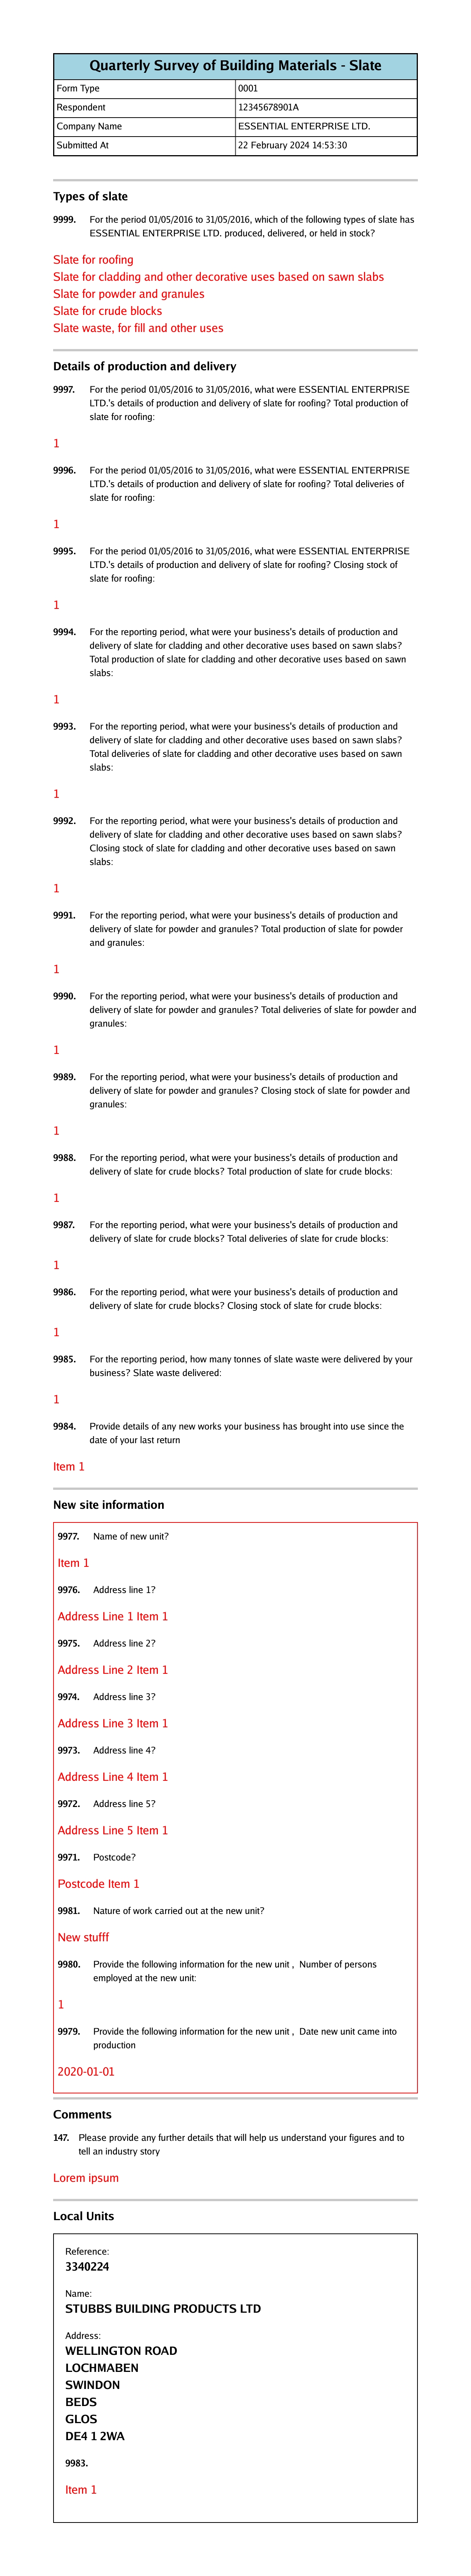 Quarterly Survey of Building Materials - Slate
Form Type 0001
Respondent 12345678901A
Company Name ESSENTIAL ENTERPRISE LTD.
Submitted At 22 February 2024 14:53:30
Types of slate
9999. For the period 01/05/2016 to 31/05/2016, which of the following types of slate has
ESSENTIAL ENTERPRISE LTD. produced, delivered, or held in stock?
Slate for roofing
Slate for cladding and other decorative uses based on sawn slabs
Slate for powder and granules
Slate for crude blocks
Slate waste, for fill and other uses
Details of production and delivery
9997. For the period 01/05/2016 to 31/05/2016, what were ESSENTIAL ENTERPRISE
LTD.'s details of production and delivery of slate for roofing? Total production of
slate for roofing:
1
9996. For the period 01/05/2016 to 31/05/2016, what were ESSENTIAL ENTERPRISE
LTD.'s details of production and delivery of slate for roofing? Total deliveries of
slate for roofing:
1
9995. For the period 01/05/2016 to 31/05/2016, what were ESSENTIAL ENTERPRISE
LTD.'s details of production and delivery of slate for roofing? Closing stock of
slate for roofing:
1
9994. For the reporting period, what were your business's details of production and
delivery of slate for cladding and other decorative uses based on sawn slabs?
Total production of slate for cladding and other decorative uses based on sawn
slabs:
1
9993. For the reporting period, what were your business's details of production and
delivery of slate for cladding and other decorative uses based on sawn slabs?
Total deliveries of slate for cladding and other decorative uses based on sawn
slabs:
1
9992. For the reporting period, what were your business's details of production and
delivery of slate for cladding and other decorative uses based on sawn slabs?
Closing stock of slate for cladding and other decorative uses based on sawn
slabs:
1
9991. For the reporting period, what were your business's details of production and
delivery of slate for powder and granules? Total production of slate for powder
and granules:
1
9990. For the reporting period, what were your business's details of production and
delivery of slate for powder and granules? Total deliveries of slate for powder and
granules:
1
9989. For the reporting period, what were your business's details of production and
delivery of slate for powder and granules? Closing stock of slate for powder and
granules:
1
9988. For the reporting period, what were your business's details of production and
delivery of slate for crude blocks? Total production of slate for crude blocks:
1
9987. For the reporting period, what were your business's details of production and
delivery of slate for crude blocks? Total deliveries of slate for crude blocks:
1
9986. For the reporting period, what were your business's details of production and
delivery of slate for crude blocks? Closing stock of slate for crude blocks:
1
9985. For the reporting period, how many tonnes of slate waste were delivered by your
business? Slate waste delivered:
1
9984. Provide details of any new works your business has brought into use since the
date of your last return
Item 1
New site information
9977. Name of new unit?
Item 1
9976. Address line 1?
Address Line 1 Item 1
9975. Address line 2?
Address Line 2 Item 1
9974. Address line 3?
Address Line 3 Item 1
9973. Address line 4?
Address Line 4 Item 1
9972. Address line 5?
Address Line 5 Item 1
9971. Postcode?
Postcode Item 1
9981. Nature of work carried out at the new unit?
New stufff
9980. Provide the following information for the new unit , Number of persons
employed at the new unit:
1
9979. Provide the following information for the new unit , Date new unit came into
production
2020-01-01
Comments
147. Please provide any further details that will help us understand your figures and to
tell an industry story
Lorem ipsum
Local Units
Reference:
3340224
Name:
STUBBS BUILDING PRODUCTS LTD
Address:
WELLINGTON ROAD
LOCHMABEN
SWINDON
BEDS
GLOS
DE4 1 2WA
9983.
Item 1